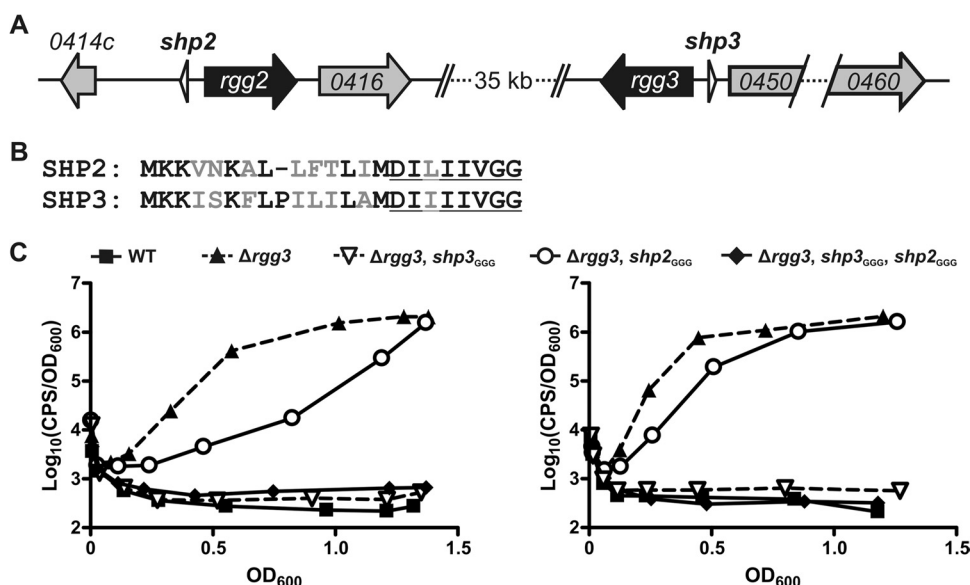 A
0414c shp2 shp3
rgg2 0416 35 kb rgg3 0450 0460
B
SHP2: MKKVNKAL-LFTLIMDILIIVGG
SHP3: MKKISKFLPILILAMDIIIIVGG
C
WT Δrgg3 Δrgg3, shp3GGG Δrgg3, shp2GGG Δrgg3, shp3GGG, shp2GGG
7 7
6 6
5 5
4 4
3 3
2 2
Log10(CPS/OD600) Log10(CPS/OD600)
0 0.5 1.0 1.5 0 0.5 1.0 1.5
OD600 OD600